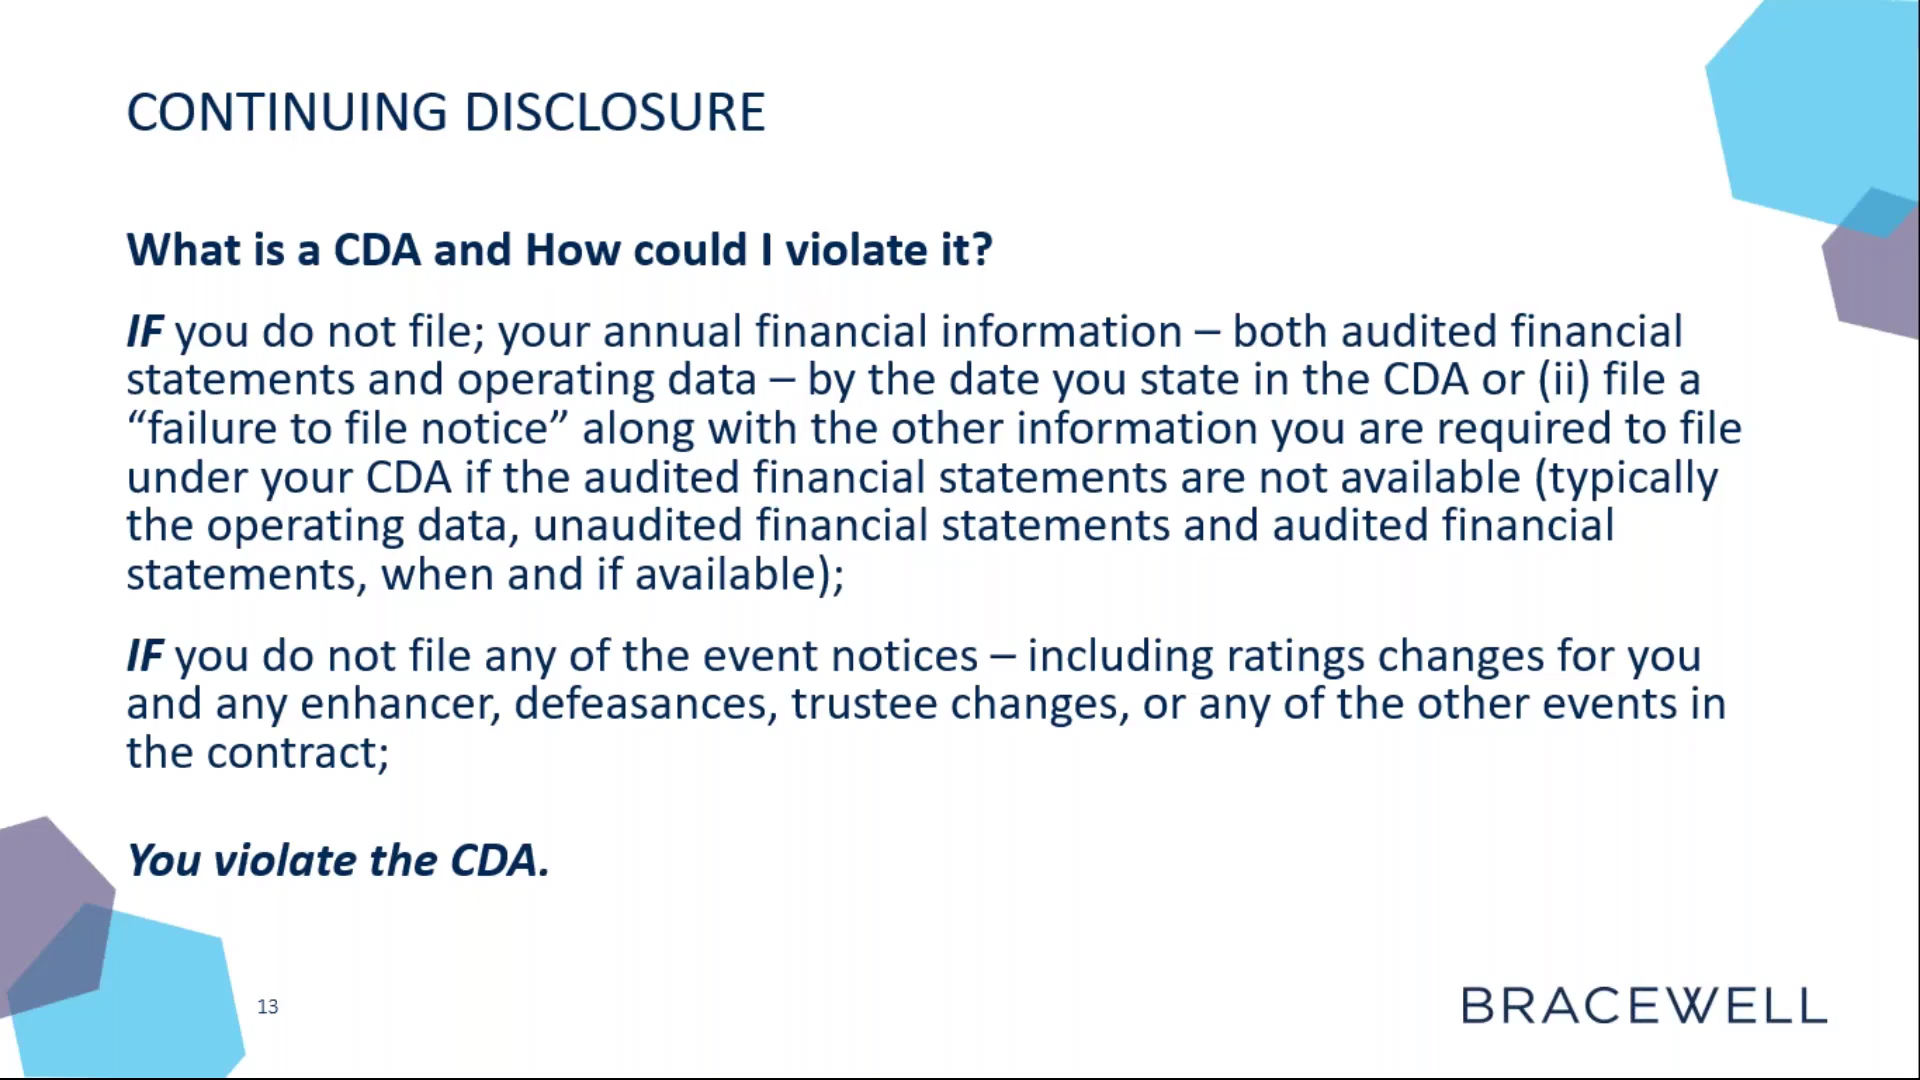 CONTINUING DISCLOSURE
What is a CDA and How could I violate it?
IF you do not file; your annual financial information – both audited financial
statements and operating data – by the date you state in the CDA or (ii) file a
“failure to file notice” along with the other information you are required to file
under your CDA if the audited financial statements are not available (typically
the operating data, unaudited financial statements and audited financial
statements, when and if available);
IF you do not file any of the event notices – including ratings changes for you
and any enhancer, defeasances, trustee changes, or any of the other events in
the contract;
You violate the CDA.
13
BRACEWELL